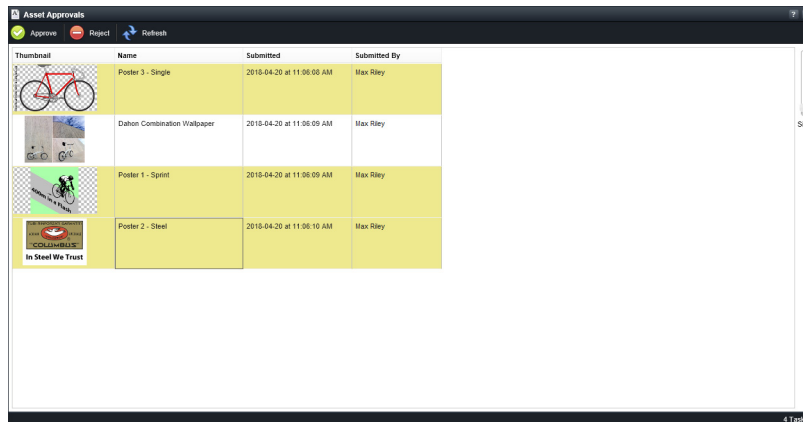 Asset Approvals
?
Approve Reject Refresh
Thumbnail Name Submitted Submitted By
Poster 3 - Single 2018-04-20 at 11:06:08 AM Max Riley
Dahon Combination Wallpaper 2018-04-20 at 11:06:09 AM Max Riley
400m in a Flash
Poster 1 - Sprint 2018-04-20 at 11:06:09 AM Max Riley
Poster 2 - Steel 2018-04-20 at 11:06:10 AM Max Riley
"COLUMBUS"
In Steel We Trust
4 Task